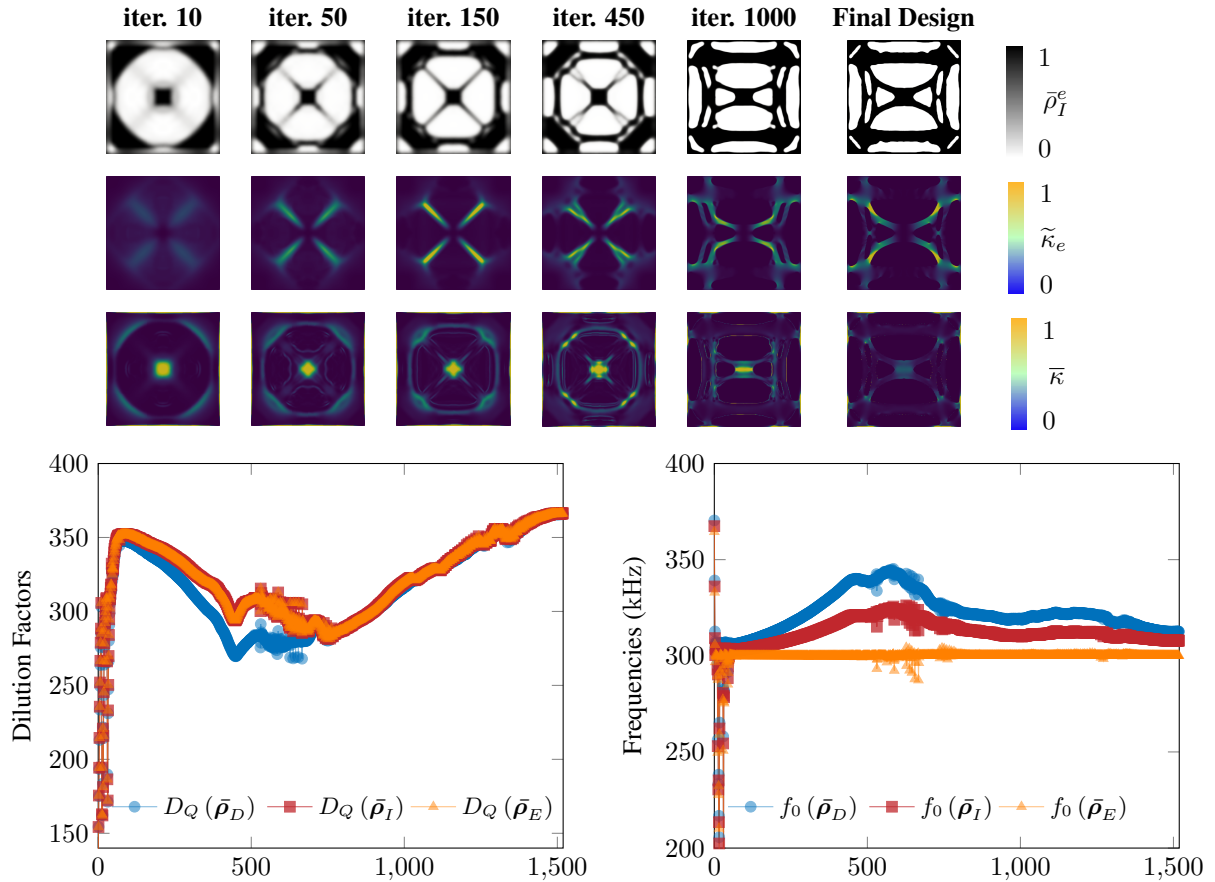 iter. 10 iter. 50 iter. 150 iter. 450 iter. 1000 Final Design
1
ρ̄ᵉ_I
0
1
κ̃ₑ
0
1
κ̄
0
400
350
300
250
200
150
Dilution Factors
D_Q (ρ̄_D) D_Q (ρ̄_I) D_Q (ρ̄_E)
0 500 1,000 1,500
400
350
300
250
200
Frequencies (kHz)
f₀ (ρ̄_D) f₀ (ρ̄_I) f₀ (ρ̄_E)
0 500 1,000 1,500